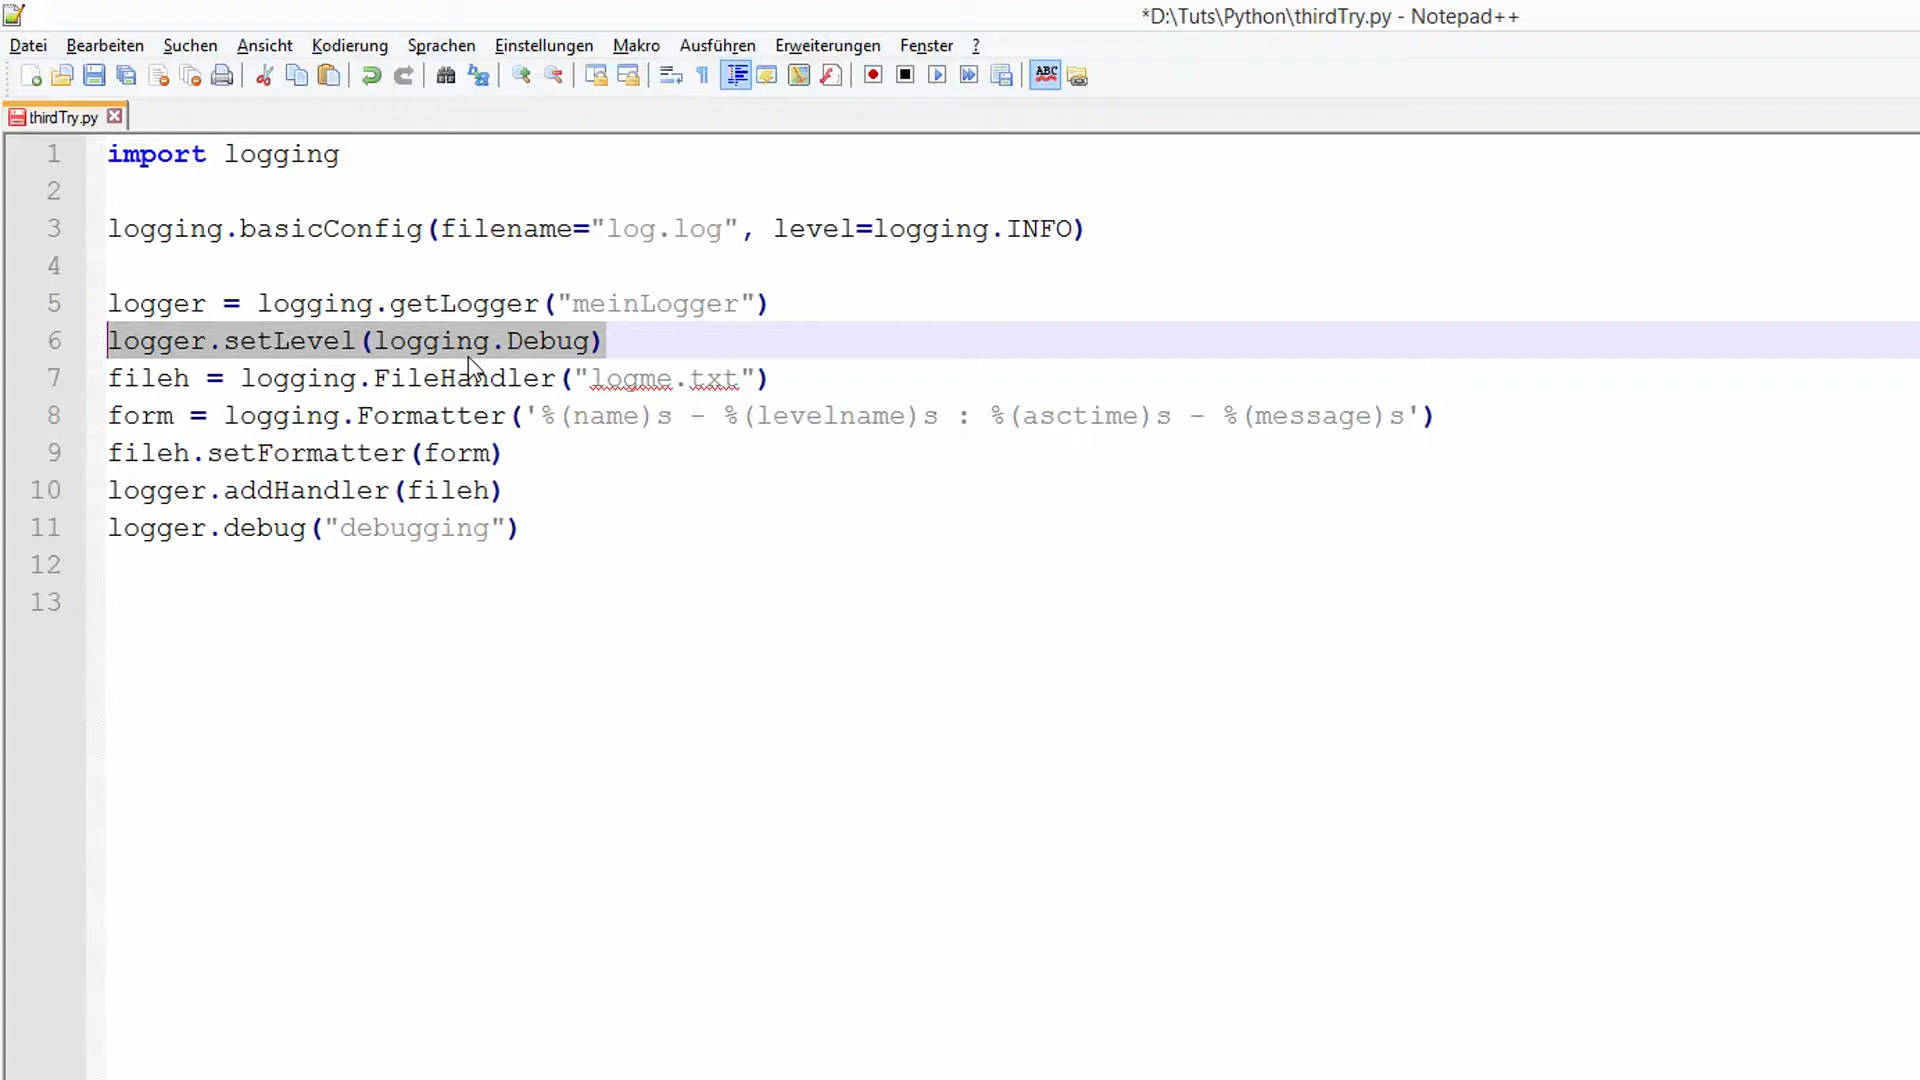 *D:\Tuts\Python\thirdTry.py - Notepad++
Datei Bearbeiten Suchen Ansicht Kodierung Sprachen Einstellungen Makro Ausführen Erweiterungen Fenster ?
ABC
thirdTry.py
1 import logging
2
3 logging.basicConfig(filename="log.log", level=logging.INFO)
4
5 logger = logging.getLogger("meinLogger")
6 logger.setLevel(logging.Debug)
7 fileh = logging.FileHandler("logme.txt")
8 form = logging.Formatter('%(name)s - %(levelname)s : %(asctime)s - %(message)s')
9 fileh.setFormatter(form)
10 logger.addHandler(fileh)
11 logger.debug("debugging")
12
13